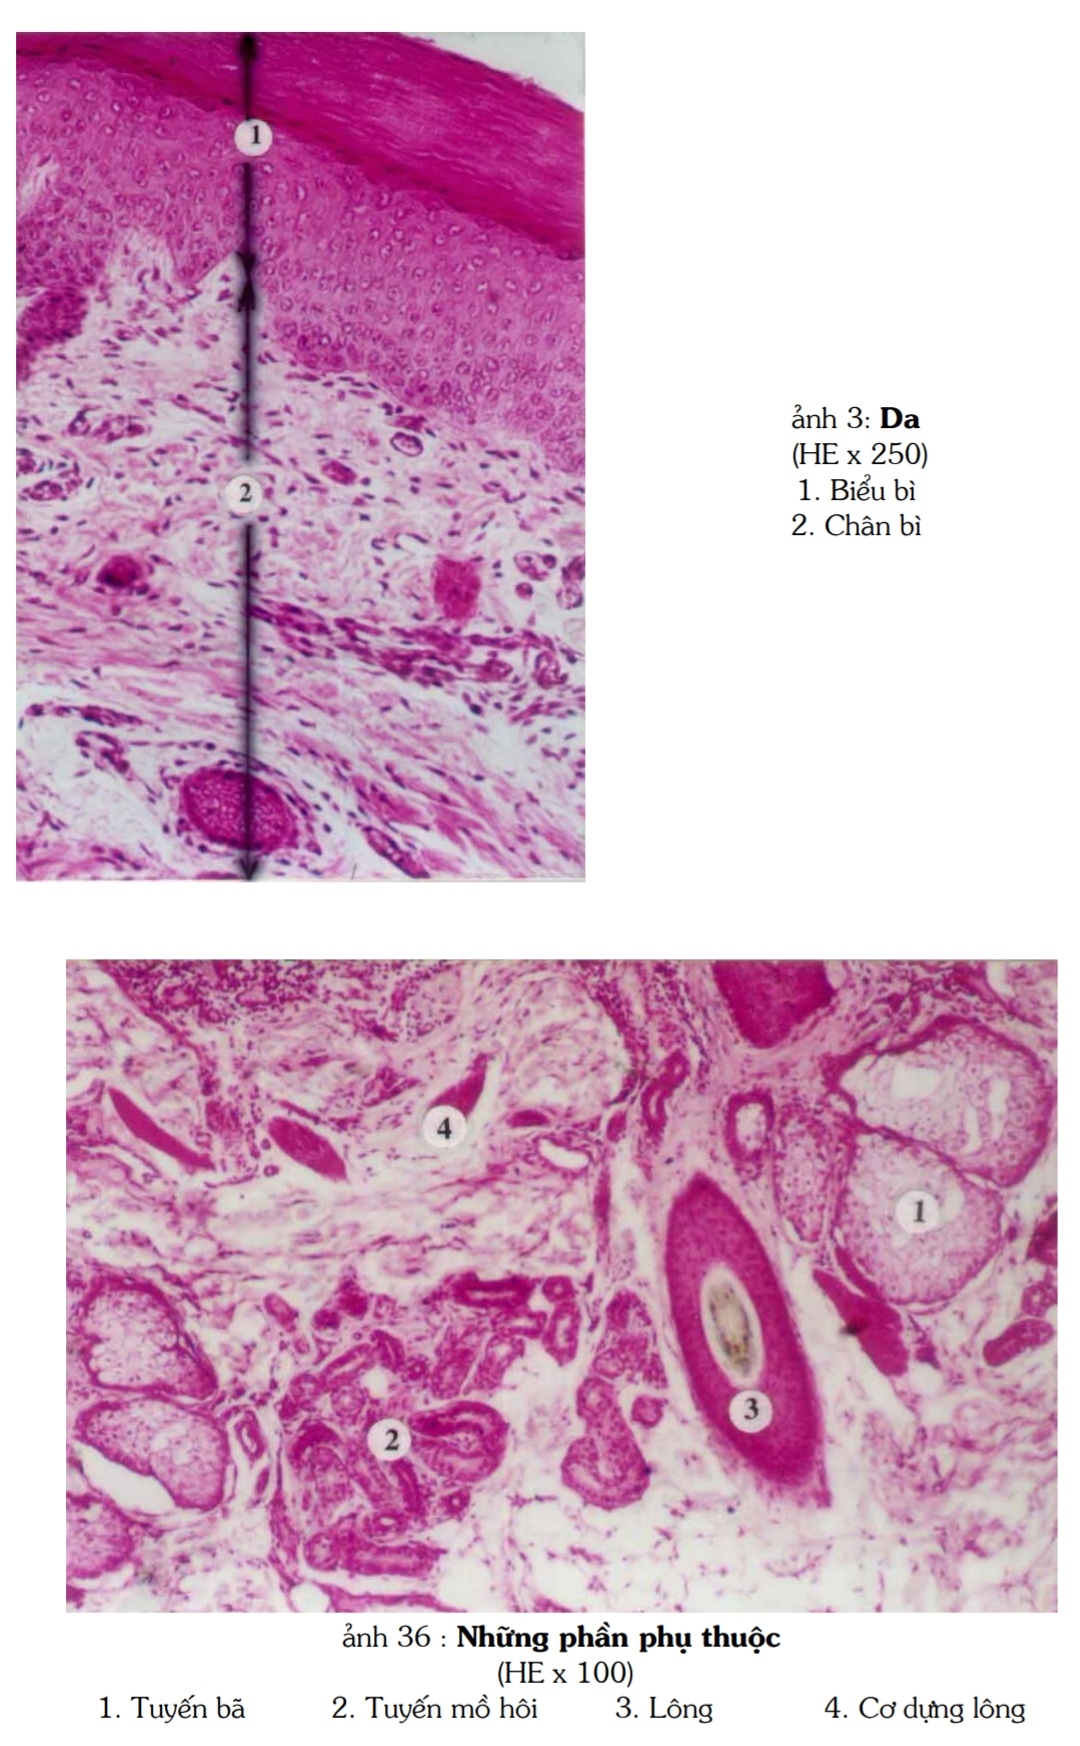 1
2
ảnh 3: Da
(HE x 250)
1. Biểu bì
2. Chân bì
4
1
3
2
ảnh 36 : Những phần phụ thuộc
(HE x 100)
1. Tuyến bã 2. Tuyến mồ hôi 3. Lông 4. Cơ dựng lông